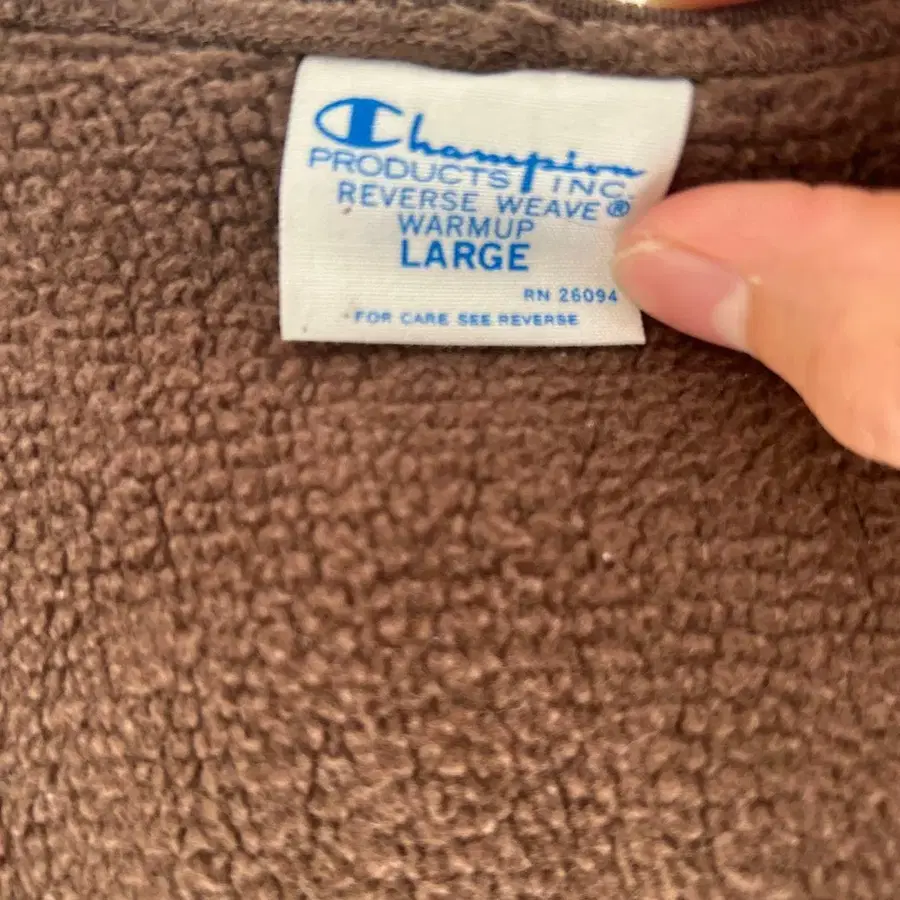 Champion
PRODUCTS INC.
REVERSE WEAVE®
WARMUP
LARGE
RN 26094
FOR CARE SEE REVERSE